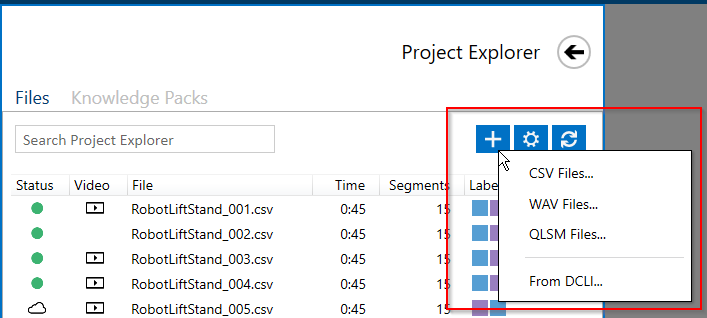 Project Explorer
Files Knowledge Packs
Search Project Explorer
Status Video File Time Segments Labe
CSV Files...
WAV Files...
QLSM Files...
From DCLI...
RobotLiftStand_001.csv 0:45 15
RobotLiftStand_002.csv 0:45 15
RobotLiftStand_003.csv 0:45 15
RobotLiftStand_004.csv 0:45 15
RobotLiftStand_005.csv 0:45 15